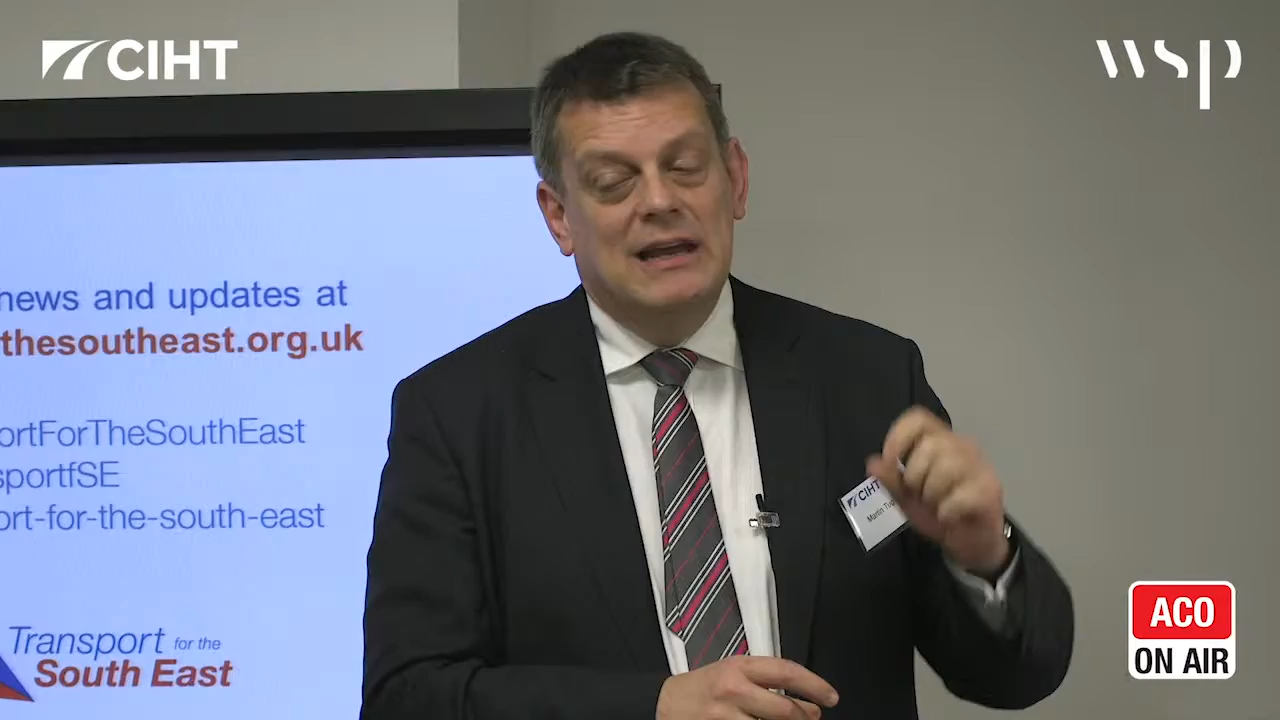 CIHT
wsp
news and updates at
thesoutheast.org.uk
ortForTheSouthEast
sportfSE
ort-for-the-south-east
Transport for the
South East
CIHT
Martin
ACO
ON AIR